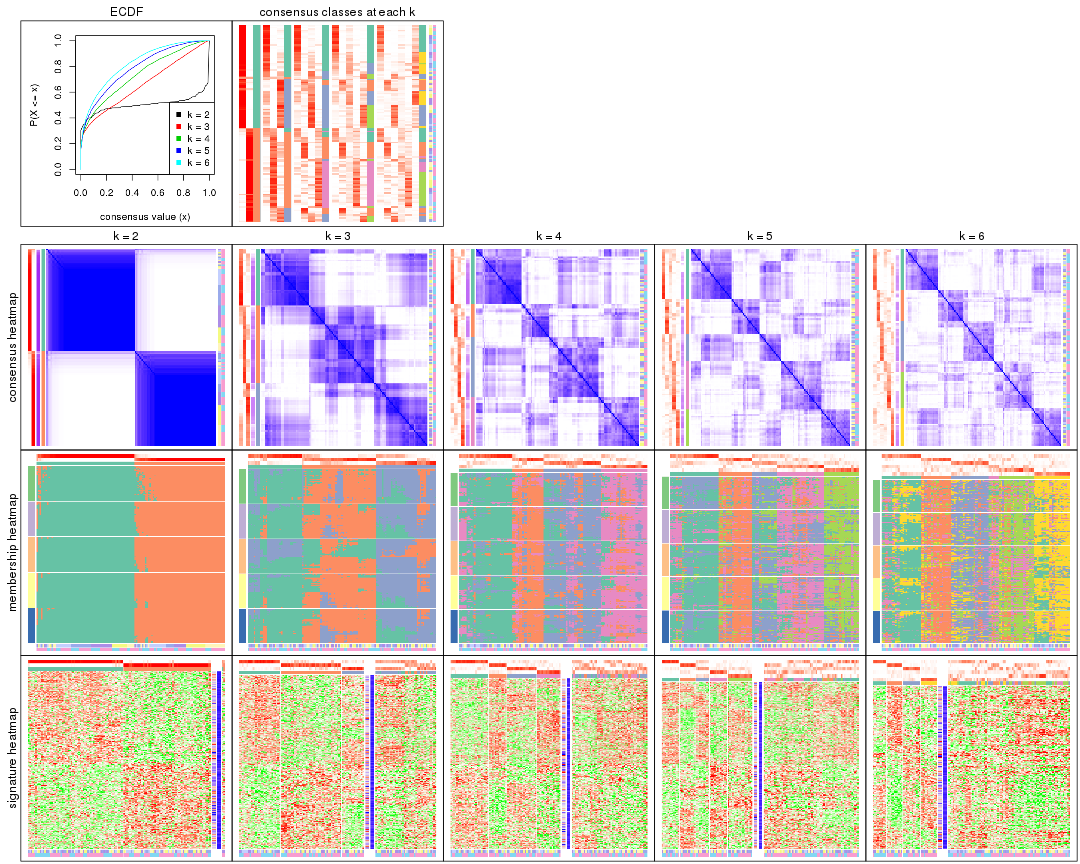 ECDF
consensus classes at each k
P(X <= x)
0.0 0.2 0.4 0.6 0.8 1.0
k = 2
k = 3
k = 4
k = 5
k = 6
0.0 0.2 0.4 0.6 0.8 1.0
consensus value (x)
k = 2 k = 3 k = 4 k = 5 k = 6
consensus heatmap
membership heatmap
signature heatmap